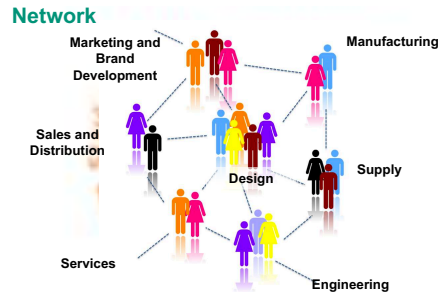 Network
Marketing and
Brand
Development
Manufacturing
Sales and
Distribution
Design
Supply
Services
Engineering